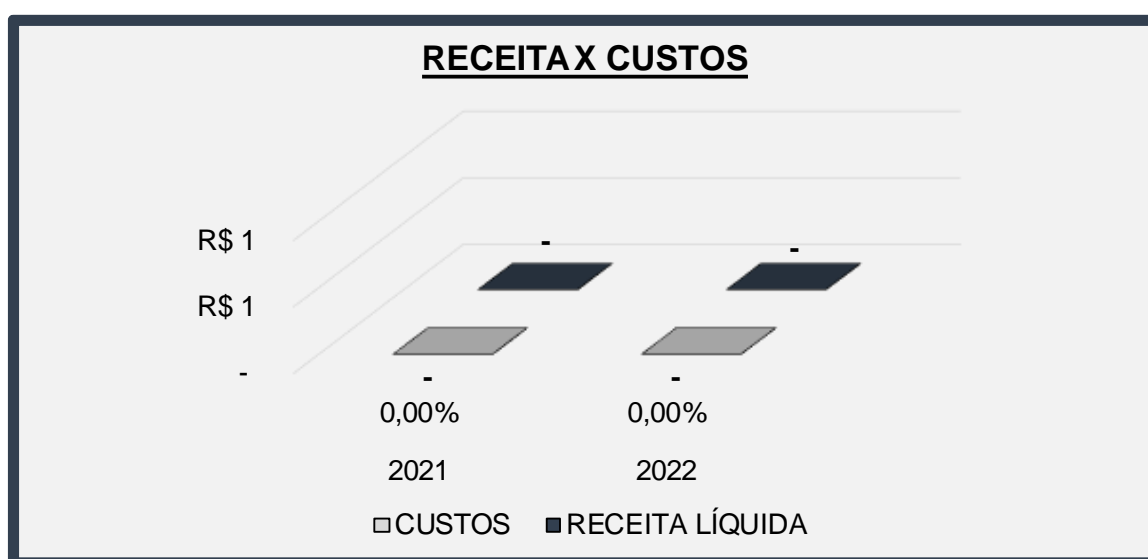 RECEITA X CUSTOS
R$ 1
R$ 1
-
- -
- -
0,00% 0,00%
2021 2022
CUSTOS RECEITA LÍQUIDA